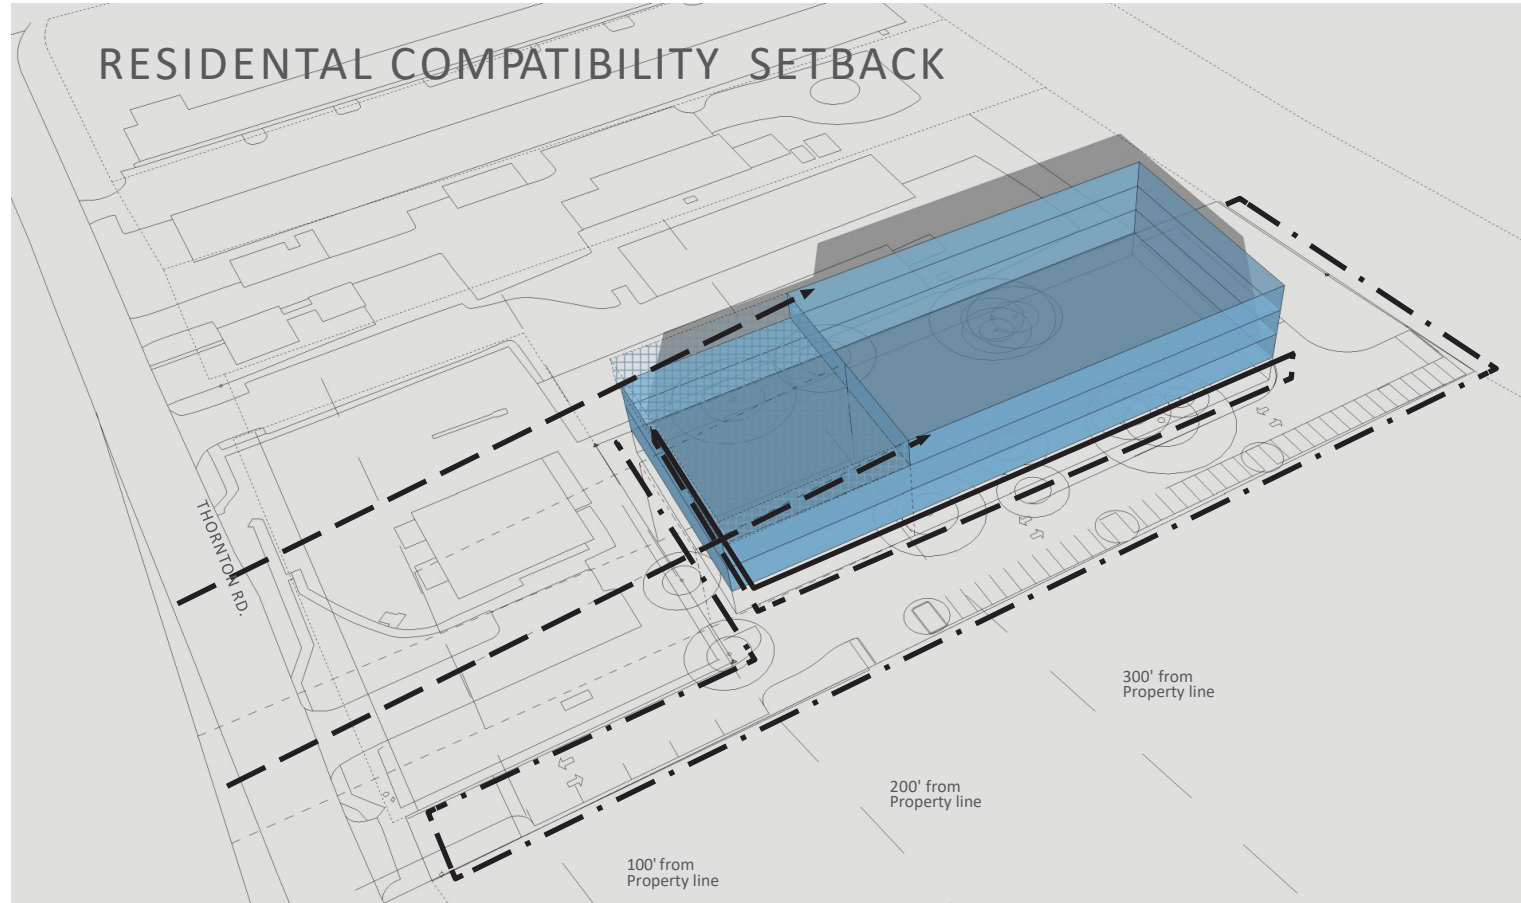 RESIDENTAL COMPATIBILITY SETBACK
THORNTON RD.
300' from
Property line
200' from
Property line
100' from
Property line